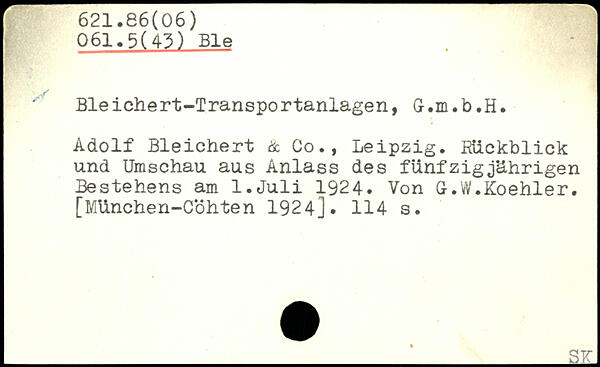 621.86(06)
061.5(43) Ble
Bleichert-Transportanlagen, G.m.b.H.
Adolf Bleichert & Co., Leipzig. Rückblick
und Umschau aus Anlass des fünfzigjährigen
Bestehens am 1.Juli 1924. Von G.W.Koehler.
[München-Cöhten 1924]. 114 s.
SK